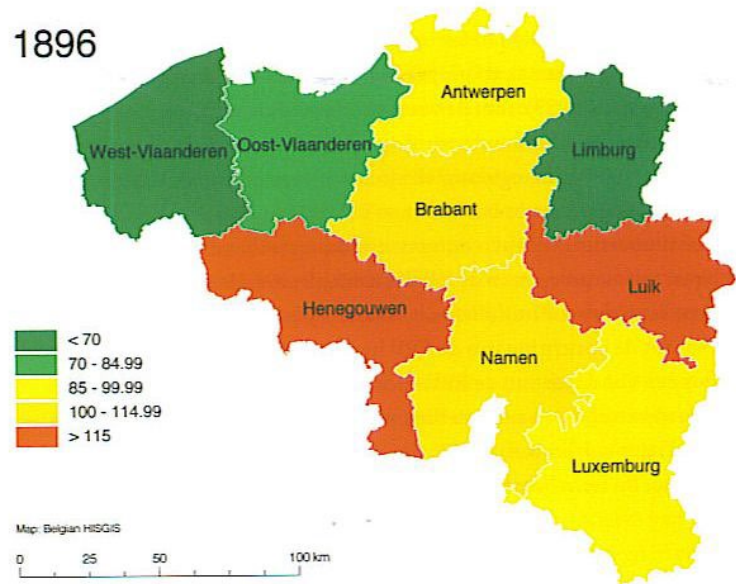 1896
Antwerpen
West-Vlaanderen
Oost-Vlaanderen
Limburg
Brabant
Luik
Henegouwen
Namen
Luxemburg
< 70
70 - 84.99
85 - 99.99
100 - 114.99
> 115
Map: Belgian HISGIS
0 25 50 100 km